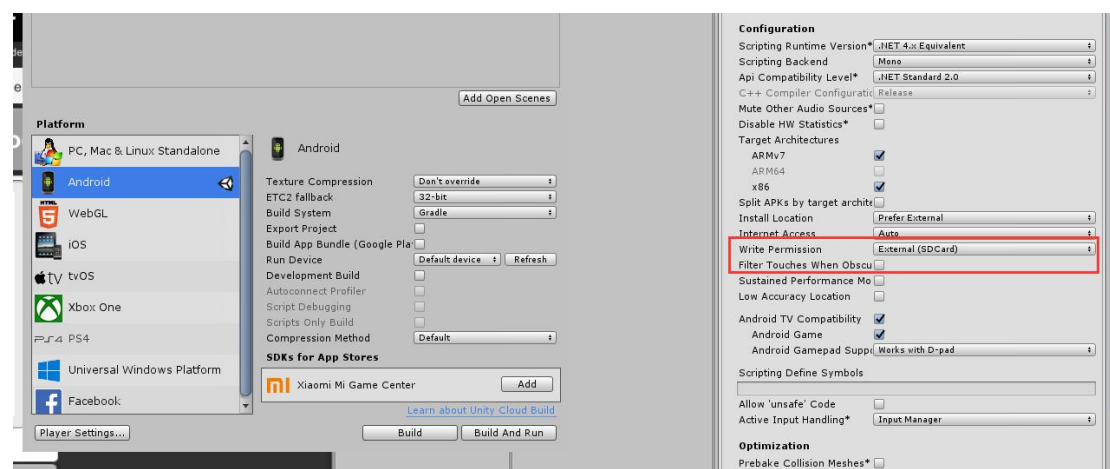 Add Open Scenes
Platform
PC, Mac & Linux Standalone
Android
HTML
5
WebGL
iOS
tv tvOS
Xbox One
PS4 PS4
Universal Windows Platform
Facebook
Player Settings...
Android
Texture Compression Don't override
ETC2 fallback 32-bit
Build System Gradle
Export Project
Build App Bundle (Google Pla
Run Device Default device Refresh
Development Build
Autoconnect Profiler
Script Debugging
Scripts Only Build
Compression Method Default
SDKs for App Stores
Xiaomi Mi Game Center Add
Learn about Unity Cloud Build
Build Build And Run
Configuration
Scripting Runtime Version* .NET 4.x Equivalent
Scripting Backend Mono
Api Compatibility Level* .NET Standard 2.0
C++ Compiler Configuratic Release
Mute Other Audio Sources*
Disable HW Statistics*
Target Architectures
ARMv7
ARM64
x86
Split APKs by target archite
Install Location Prefer External
Internet Access Auto
Write Permission External (SDCard)
Filter Touches When Obscu
Sustained Performance Mo
Low Accuracy Location
Android TV Compatibility
Android Game
Android Gamepad Suppo Works with D-pad
Scripting Define Symbols
Allow 'unsafe' Code
Active Input Handling* Input Manager
Optimization
Prebake Collision Meshes*